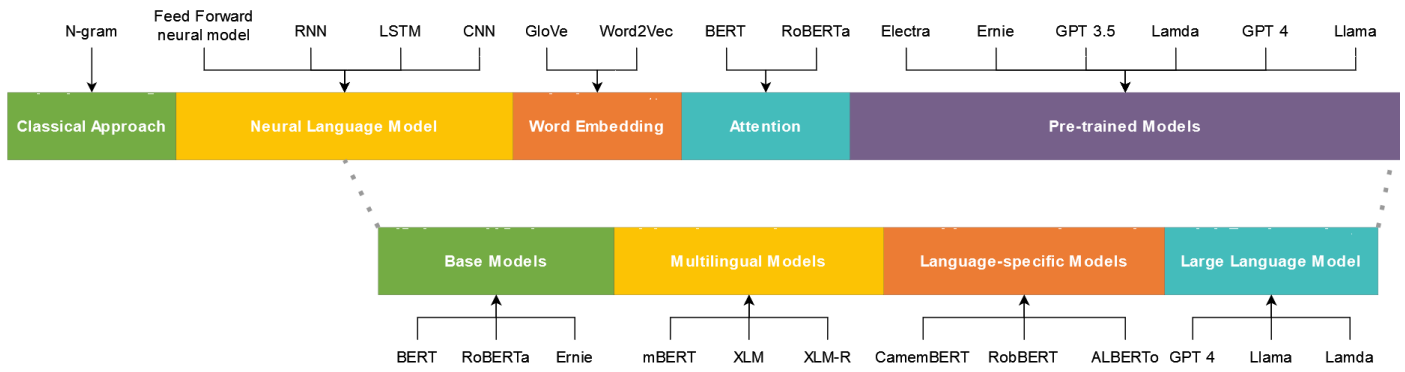 N-gram
Feed Forward
neural model
RNN
LSTM
CNN
GloVe
Word2Vec
BERT
RoBERTa
Electra
Ernie
GPT 3.5
Lamda
GPT 4
Llama
Classical Approach
Neural Language Model
Word Embedding
Attention
Pre-trained Models
Base Models
Multilingual Models
Language-specific Models
Large Language Model
BERT
RoBERTa
Ernie
mBERT
XLM
XLM-R
CamemBERT
RobBERT
ALBERTo
GPT 4
Llama
Lamda